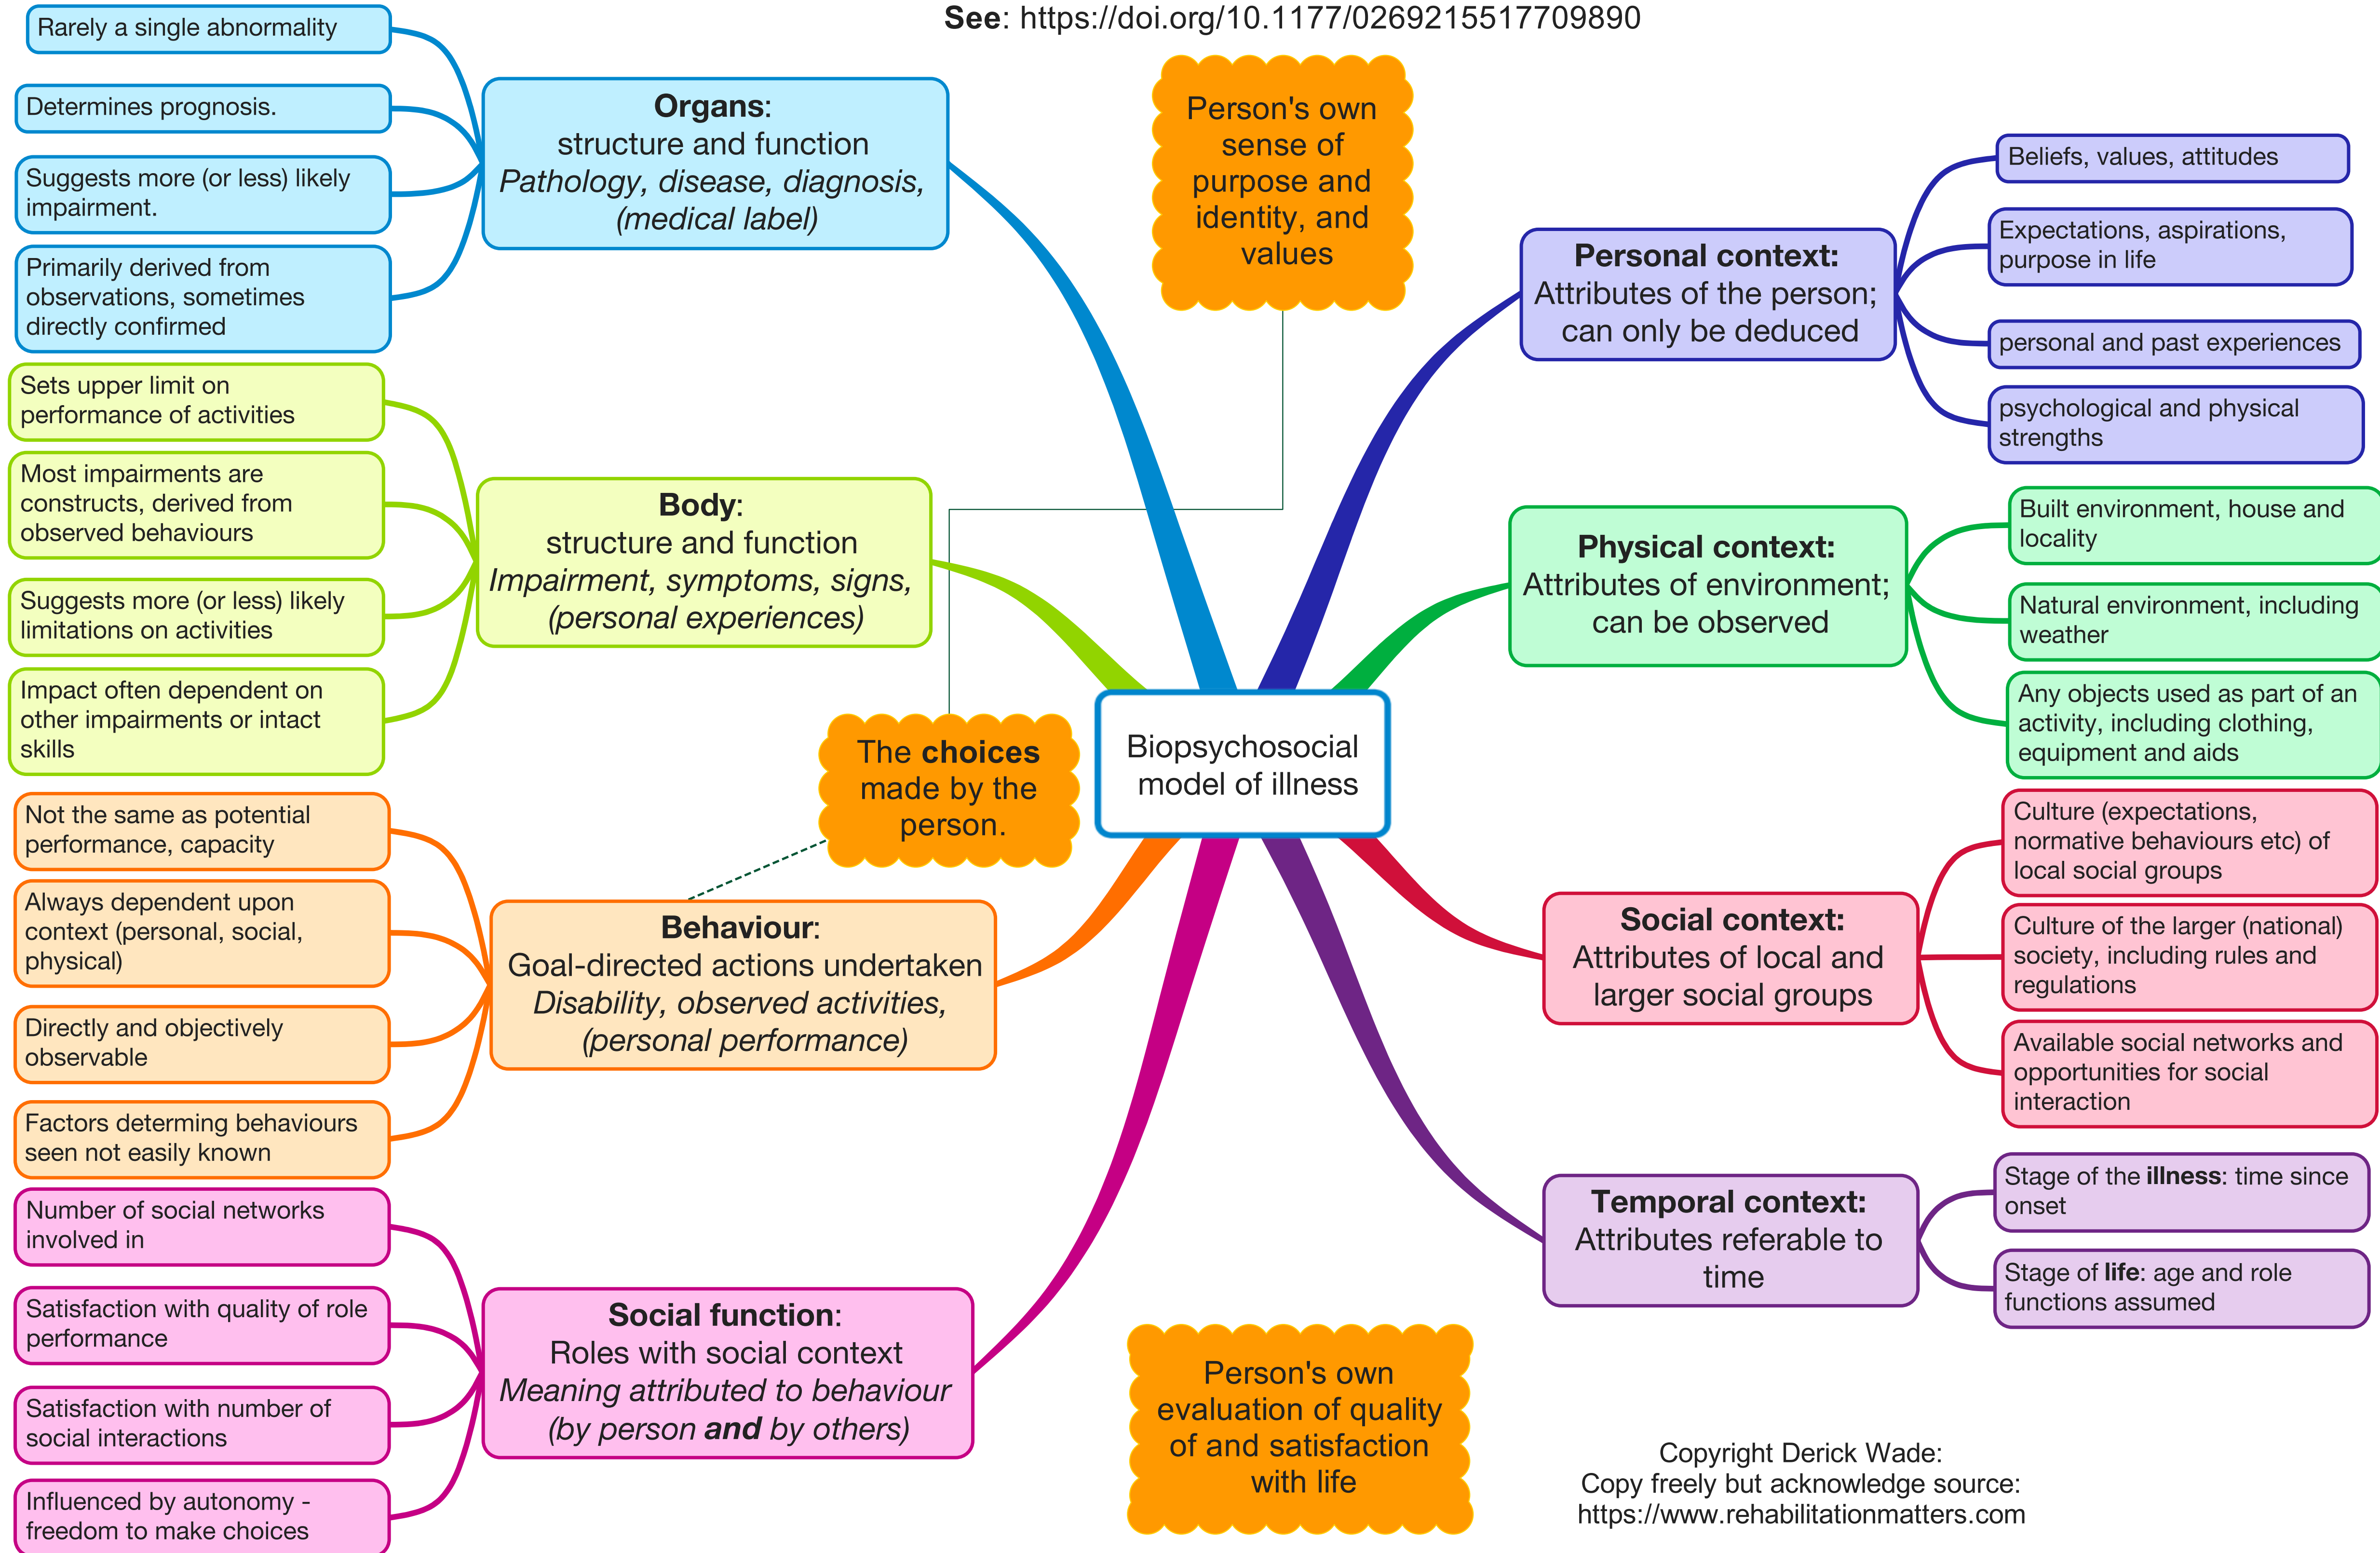 See: https://doi.org/10.1177/0269215517709890
Rarely a single abnormality
Determines prognosis.
Suggests more (or less) likely
impairment.
Primarily derived from
observations, sometimes
directly confirmed
Organs:
structure and function
Pathology, disease, diagnosis,
(medical label)
Sets upper limit on
performance of activities
Most impairments are
constructs, derived from
observed behaviours
Suggests more (or less) likely
limitations on activities
Impact often dependent on
other impairments or intact
skills
Body:
structure and function
Impairment, symptoms, signs,
(personal experiences)
Not the same as potential
performance, capacity
Always dependent upon
context (personal, social,
physical)
Directly and objectively
observable
Factors determing behaviours
seen not easily known
Behaviour:
Goal-directed actions undertaken
Disability, observed activities,
(personal performance)
Number of social networks
involved in
Satisfaction with quality of role
performance
Satisfaction with number of
social interactions
Influenced by autonomy -
freedom to make choices
Social function:
Roles with social context
Meaning attributed to behaviour
(by person and by others)
Person's own
sense of
purpose and
identity, and
values
The choices
made by the
person.
Biopsychosocial
model of illness
Person's own
evaluation of quality
of and satisfaction
with life
Personal context:
Attributes of the person;
can only be deduced
Beliefs, values, attitudes
Expectations, aspirations,
purpose in life
personal and past experiences
psychological and physical
strengths
Physical context:
Attributes of environment;
can be observed
Built environment, house and
locality
Natural environment, including
weather
Any objects used as part of an
activity, including clothing,
equipment and aids
Social context:
Attributes of local and
larger social groups
Culture (expectations,
normative behaviours etc) of
local social groups
Culture of the larger (national)
society, including rules and
regulations
Available social networks and
opportunities for social
interaction
Temporal context:
Attributes referable to
time
Stage of the illness: time since
onset
Stage of life: age and role
functions assumed
Copyright Derick Wade:
Copy freely but acknowledge source:
https://www.rehabilitationmatters.com